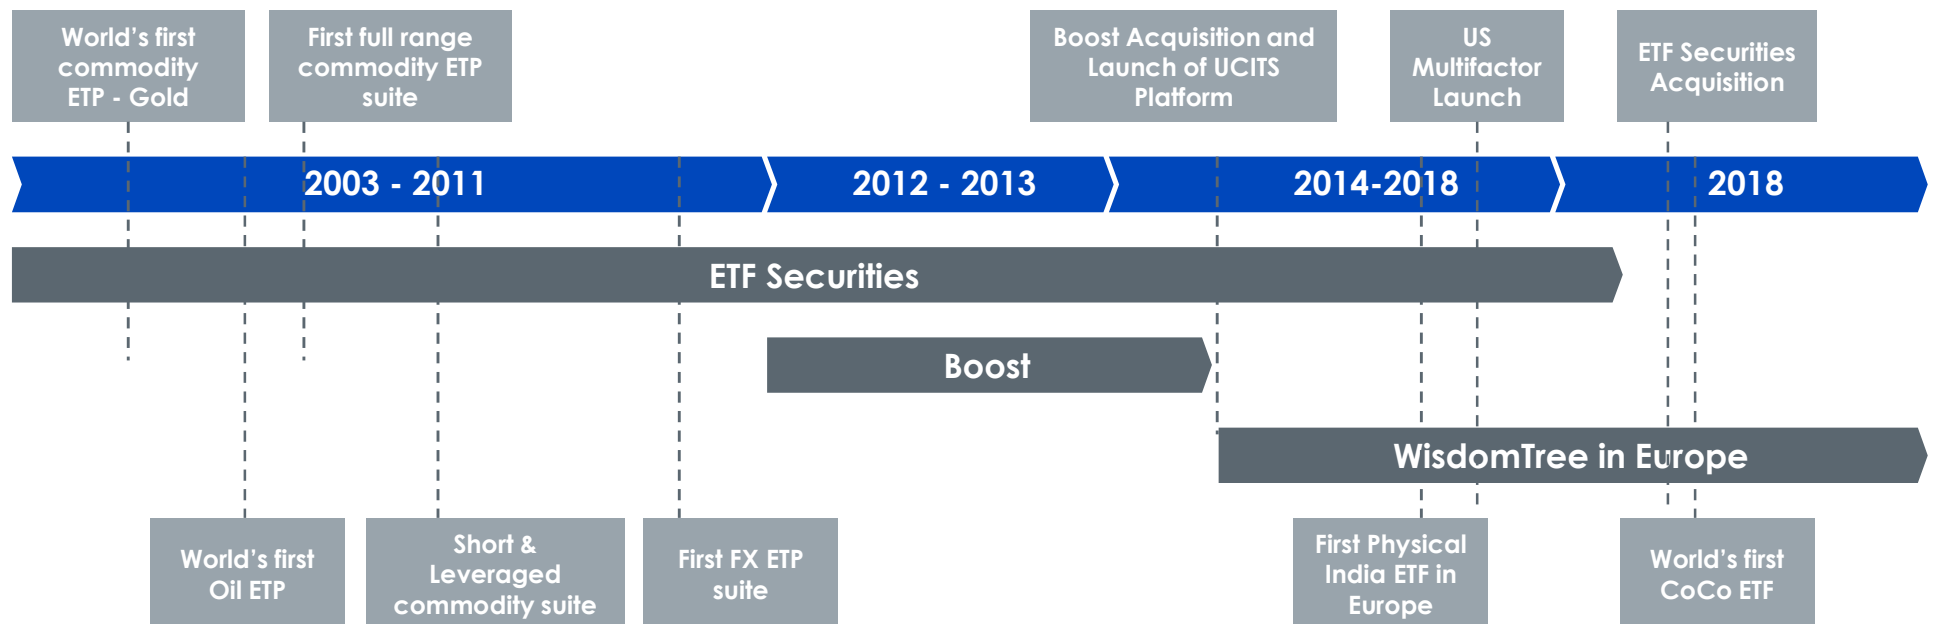 World’s first
commodity
ETP - Gold
First full range
commodity ETP
suite
Boost Acquisition and
Launch of UCITS
Platform
US
Multifactor
Launch
ETF Securities
Acquisition
2003 - 2011
2012 - 2013
2014-2018
2018
ETF Securities
Boost
WisdomTree in Europe
World’s first
Oil ETP
Short &
Leveraged
commodity suite
First FX ETP
suite
First Physical
India ETF in
Europe
World’s first
CoCo ETF